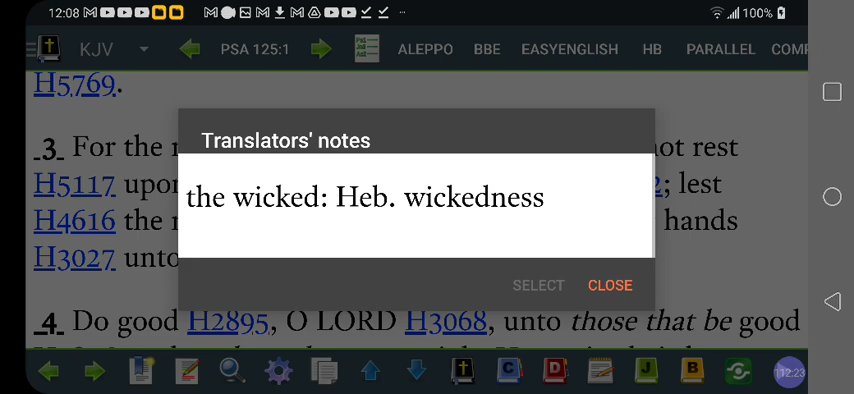 12:08 100%
KJV PSA 125:1 ALEPPO BBE EASYENGLISH HB PARALLEL
H5769.
Translators' notes
3 For the not rest
H5117 upon ; lest
the wicked: Heb. wickedness
H4616 the hands
H3027 unto
SELECT CLOSE
4 Do good H2895, O LORD H3068, unto those that be good
C D J B 1:12:23